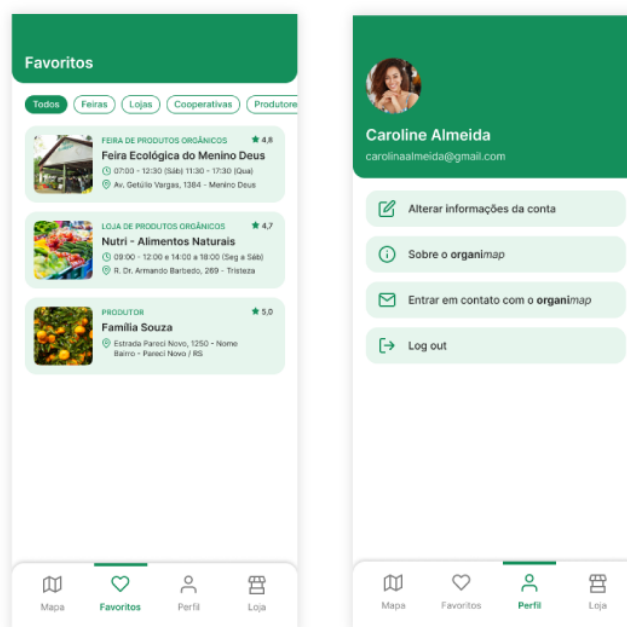 Favoritos
Todos
Feiras
Lojas
Cooperativas
Produtore
FEIRA DE PRODUTOS ORGÂNICOS
4,8
Feira Ecológica do Menino Deus
07:00 - 12:30 (Sáb) 11:30 - 17:30 (Qua)
Av. Getúlio Vargas, 1384 - Menino Deus
LOJA DE PRODUTOS ORGÂNICOS
4,7
Nutri - Alimentos Naturais
09:00 - 12:00 e 14:00 a 18:00 (Seg a Sáb)
R. Dr. Armando Barbedo, 269 - Tristeza
PRODUTOR
5,0
Família Souza
Estrada Pareci Novo, 1250 - Nome
Bairro - Pareci Novo / RS
Mapa
Favoritos
Perfil
Loja
Caroline Almeida
carolinaalmeida@gmail.com
Alterar informações da conta
Sobre o organimap
Entrar em contato com o organimap
Log out
Mapa
Favoritos
Perfil
Loja